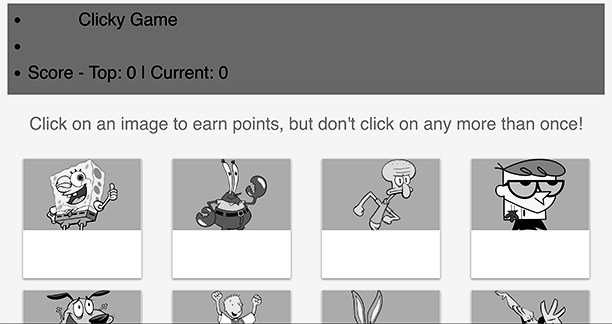 Clicky Game
Score - Top: 0 | Current: 0
Click on an image to earn points, but don't click on any more than once!